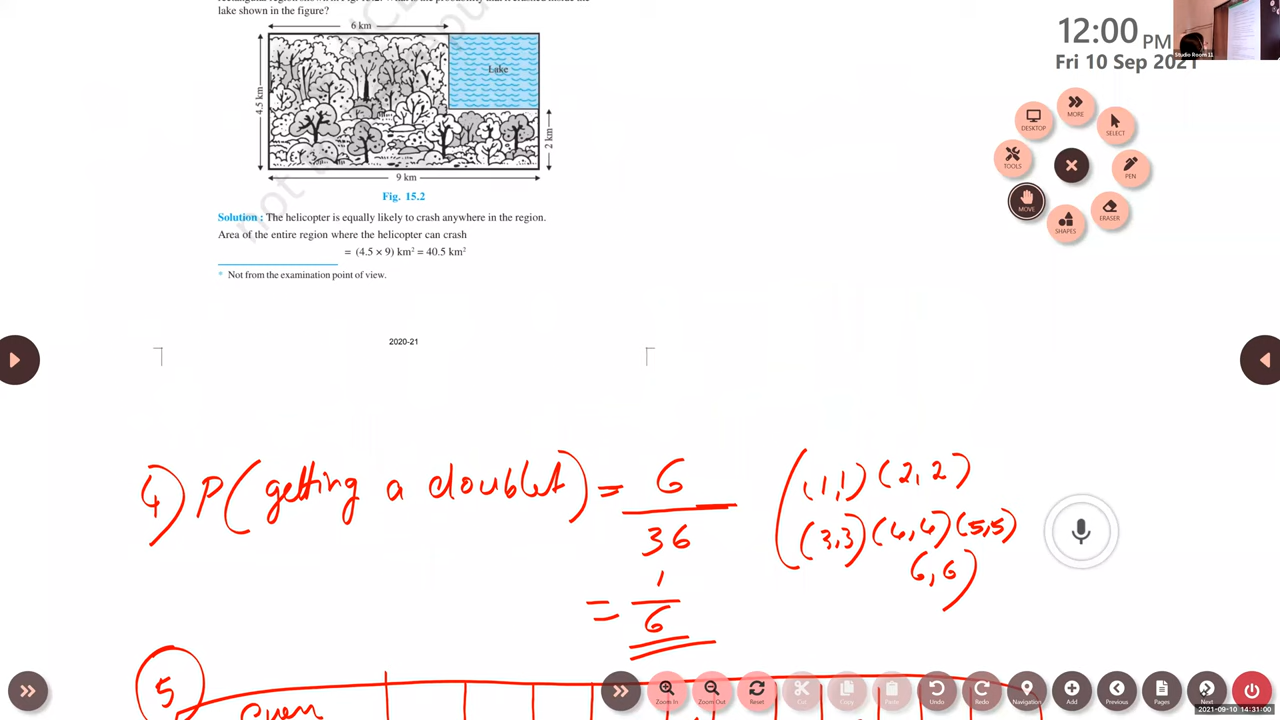 lake shown in the figure?
6 km
Lake
4.5 km
2 km
9 km
Fig. 15.2
Solution : The helicopter is equally likely to crash anywhere in the region.
Area of the entire region where the helicopter can crash
= (4.5 × 9) km² = 40.5 km²
* Not from the examination point of view.
2020-21
12:00 PM
Fri 10 Sep 2021
Studio Room 11
MORE
DESKTOP
SELECT
TOOLS
PEN
MOVE
ERASER
SHAPES
4) P(getting a doublet) = 6/36
((1,1) (2,2)
(3,3) (4,4) (5,5)
6,6)
= 1/6
5
Even
Zoom In
Zoom Out
Reset
Cut
Copy
Paste
Undo
Redo
Navigation
Add
Previous
Pages
Next
2021-09-10 14:31:00